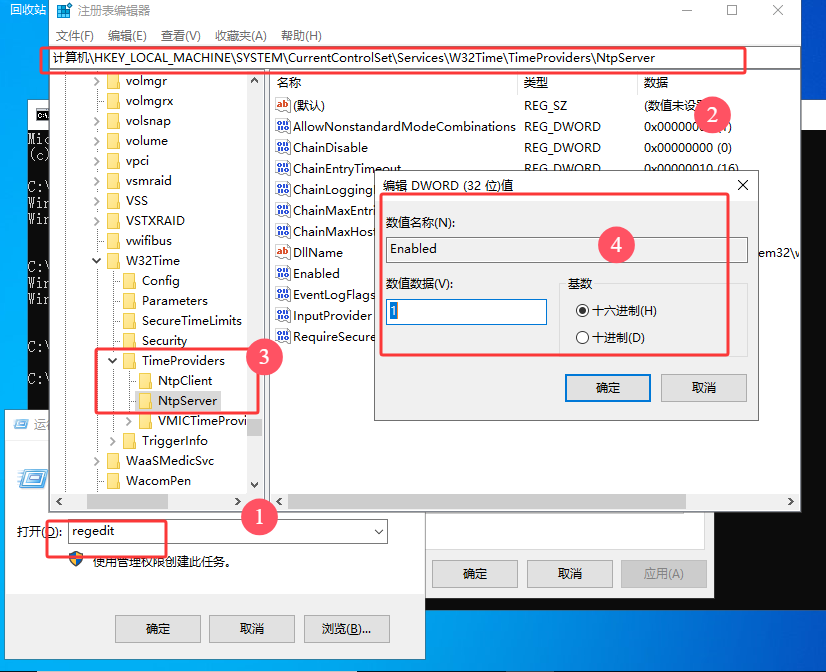 回收站
注册表编辑器
文件(F) 编辑(E) 查看(V) 收藏夹(A) 帮助(H)
计算机\HKEY_LOCAL_MACHINE\SYSTEM\CurrentControlSet\Services\W32Time\TimeProviders\NtpServer
volmgr
volmgrx
volsnap
volume
vpci
vsmraid
VSS
VSTXRAID
vwifibus
W32Time
Config
Parameters
SecureTimeLimits
Security
TimeProviders
NtpClient
NtpServer
VMICTimeProvi
TriggerInfo
WaaSMedicSvc
WacomPen
3
名称 类型 数据
(默认) REG_SZ (数值未设
2
AllowNonstandardModeCombinations REG_DWORD
ChainDisable REG_DWORD 0x00000000 (0)
ChainEntryTimeout REG_DWORD 0x00000010 (16)
ChainLogging
ChainMaxEntri
ChainMaxHost
DllName em32\w
Enabled
EventLogFlags
InputProvider
RequireSecure
编辑 DWORD (32 位)值
数值名称(N):
Enabled
4
数值数据(V):
1
基数
十六进制(H)
十进制(D)
确定 取消
Mic
(c)
C:\
Win
Win
C:\
Win
Win
C:\
C:\
运
1
打开(O): regedit
使用管理权限创建此任务。
确定 取消 浏览(B)...
确定 取消 应用(A)